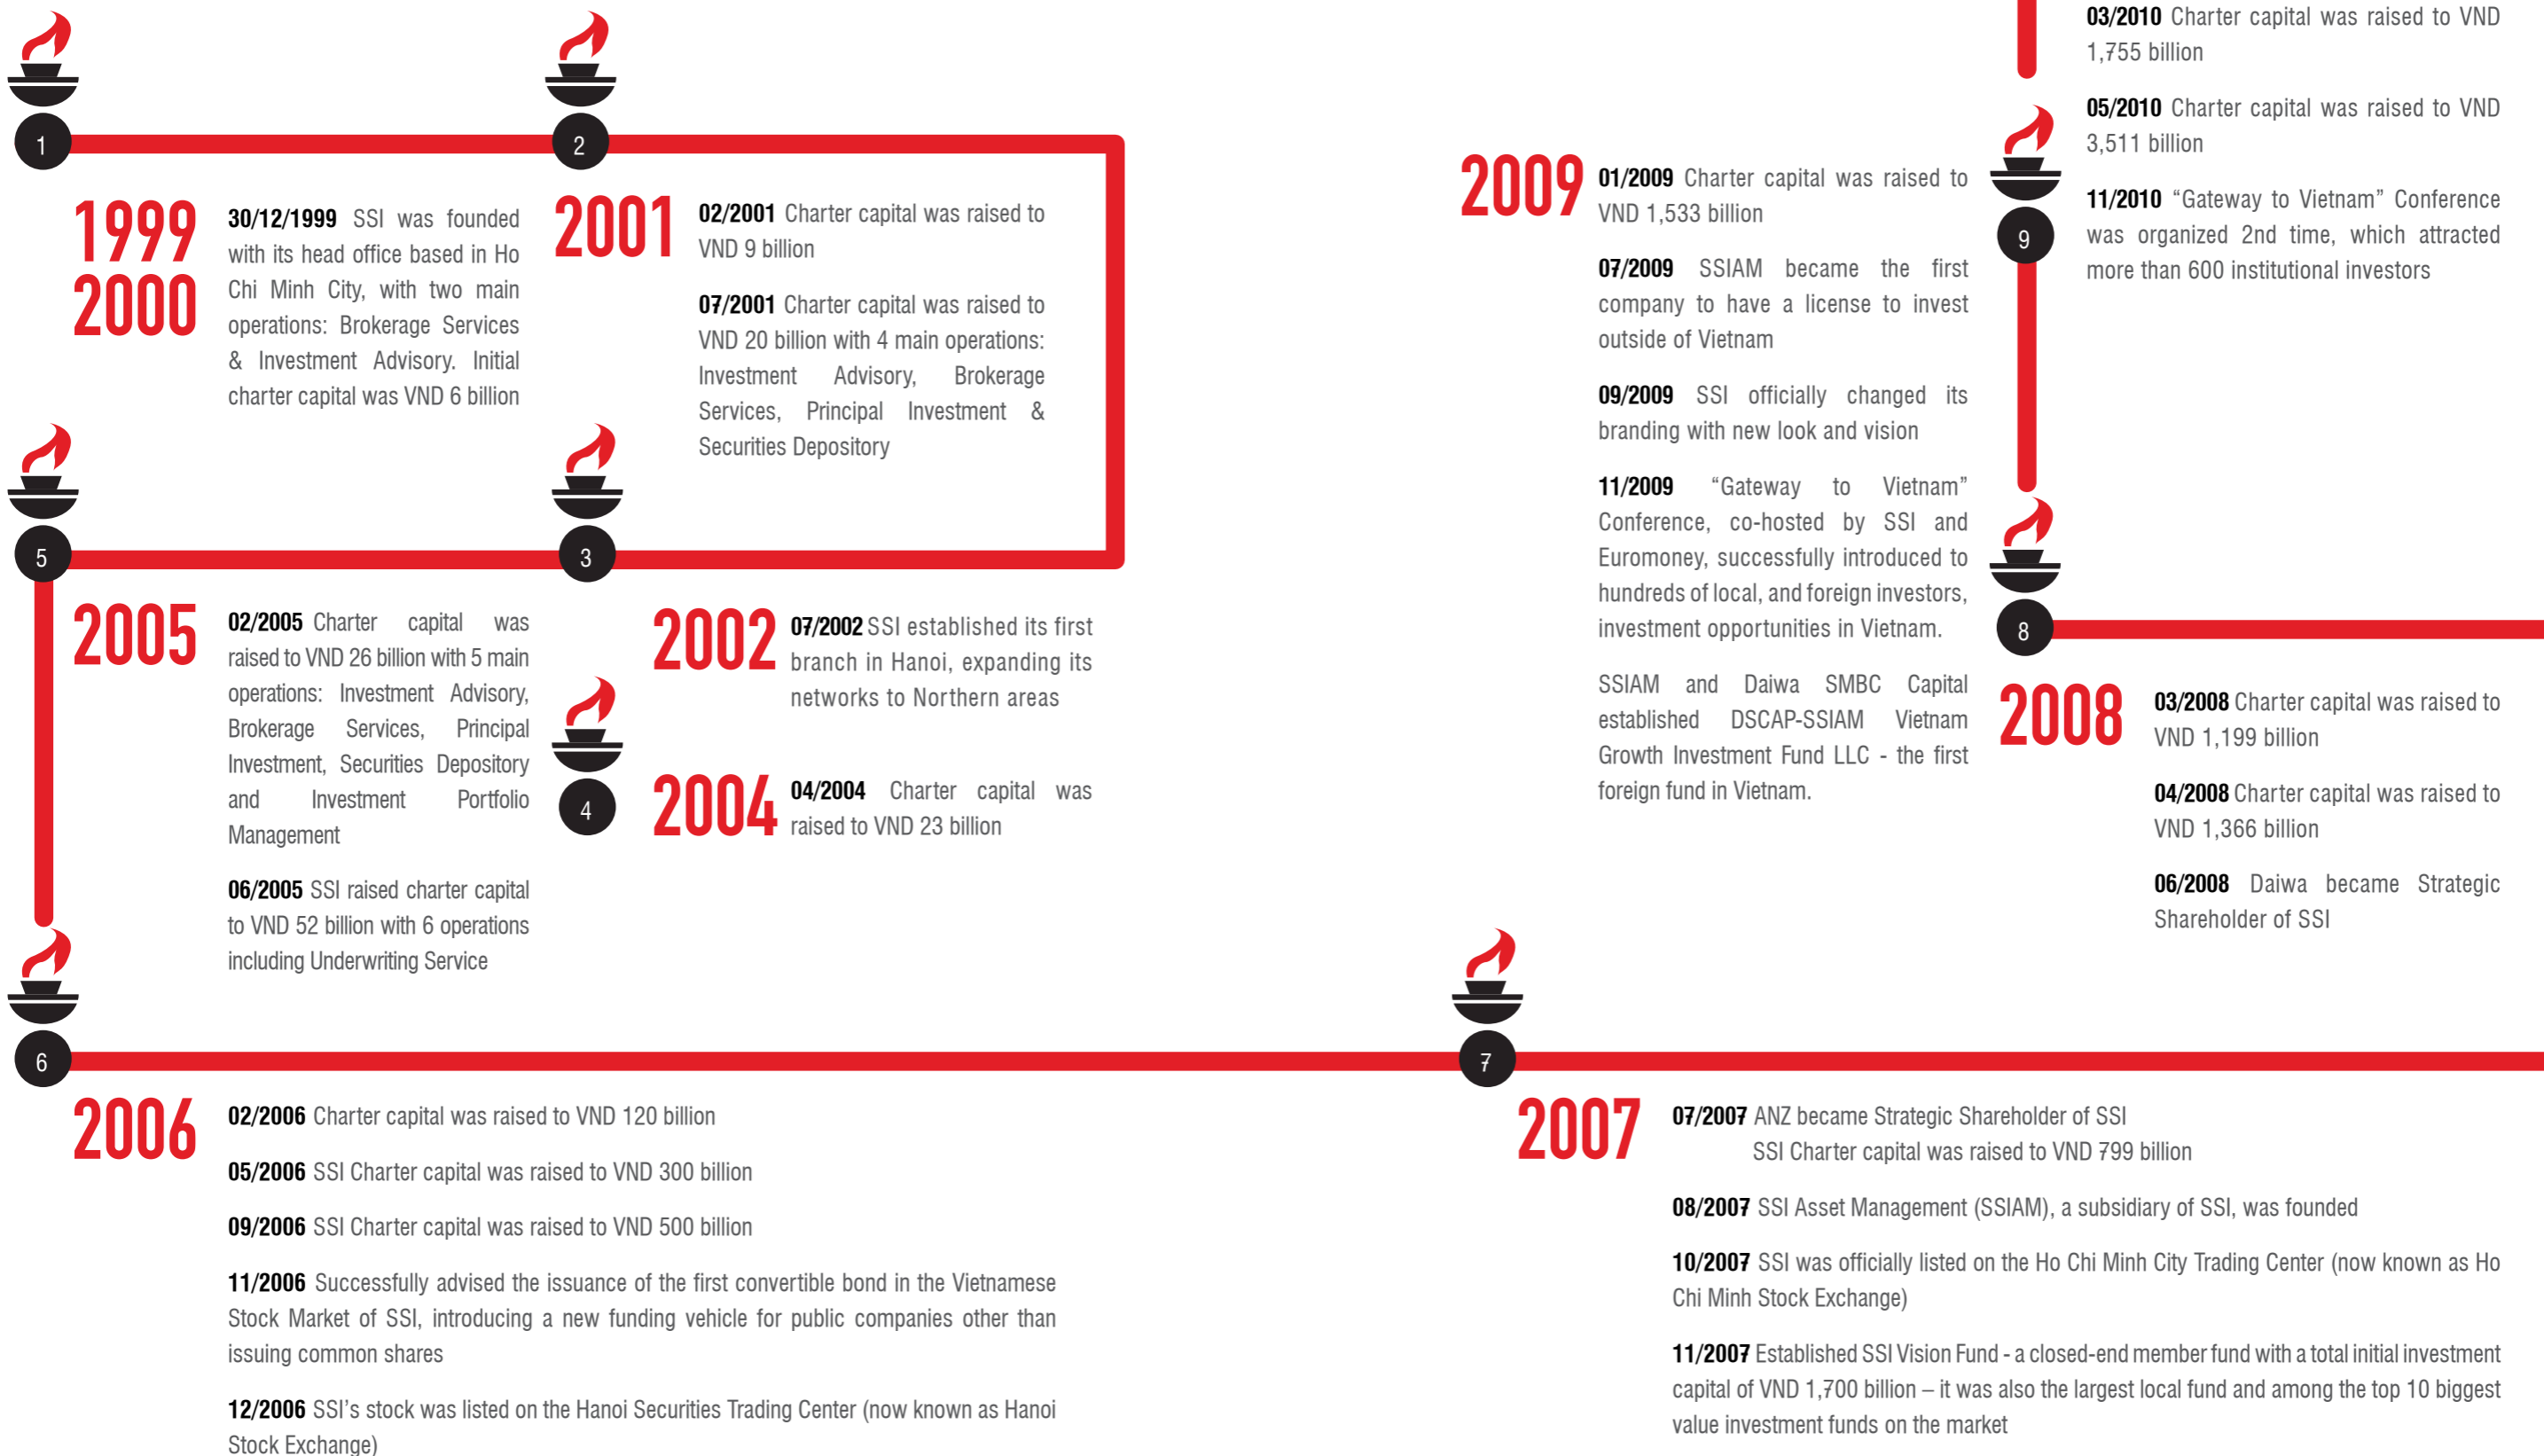 1
2
1999
2000
30/12/1999 SSI was founded
with its head office based in Ho
Chi Minh City, with two main
operations: Brokerage Services
& Investment Advisory. Initial
charter capital was VND 6 billion
2001
02/2001 Charter capital was raised to
VND 9 billion
07/2001 Charter capital was raised to
VND 20 billion with 4 main operations:
Investment Advisory, Brokerage
Services, Principal Investment &
Securities Depository
3
2002
07/2002 SSI established its first
branch in Hanoi, expanding its
networks to Northern areas
4
2004
04/2004 Charter capital was
raised to VND 23 billion
5
2005
02/2005 Charter capital was
raised to VND 26 billion with 5 main
operations: Investment Advisory,
Brokerage Services, Principal
Investment, Securities Depository
and Investment Portfolio
Management
06/2005 SSI raised charter capital
to VND 52 billion with 6 operations
including Underwriting Service
6
2006
02/2006 Charter capital was raised to VND 120 billion
05/2006 SSI Charter capital was raised to VND 300 billion
09/2006 SSI Charter capital was raised to VND 500 billion
11/2006 Successfully advised the issuance of the first convertible bond in the Vietnamese
Stock Market of SSI, introducing a new funding vehicle for public companies other than
issuing common shares
12/2006 SSI's stock was listed on the Hanoi Securities Trading Center (now known as Hanoi
Stock Exchange)
7
2007
07/2007 ANZ became Strategic Shareholder of SSI
SSI Charter capital was raised to VND 799 billion
08/2007 SSI Asset Management (SSIAM), a subsidiary of SSI, was founded
10/2007 SSI was officially listed on the Ho Chi Minh City Trading Center (now known as Ho
Chi Minh Stock Exchange)
11/2007 Established SSI Vision Fund - a closed-end member fund with a total initial investment
capital of VND 1,700 billion – it was also the largest local fund and among the top 10 biggest
value investment funds on the market
8
2008
03/2008 Charter capital was raised to
VND 1,199 billion
04/2008 Charter capital was raised to
VND 1,366 billion
06/2008 Daiwa became Strategic
Shareholder of SSI
9
2009
01/2009 Charter capital was raised to
VND 1,533 billion
07/2009 SSIAM became the first
company to have a license to invest
outside of Vietnam
09/2009 SSI officially changed its
branding with new look and vision
11/2009 “Gateway to Vietnam”
Conference, co-hosted by SSI and
Euromoney, successfully introduced to
hundreds of local, and foreign investors,
investment opportunities in Vietnam.
SSIAM and Daiwa SMBC Capital
established DSCAP-SSIAM Vietnam
Growth Investment Fund LLC - the first
foreign fund in Vietnam.
03/2010 Charter capital was raised to VND
1,755 billion
05/2010 Charter capital was raised to VND
3,511 billion
11/2010 “Gateway to Vietnam” Conference
was organized 2nd time, which attracted
more than 600 institutional investors